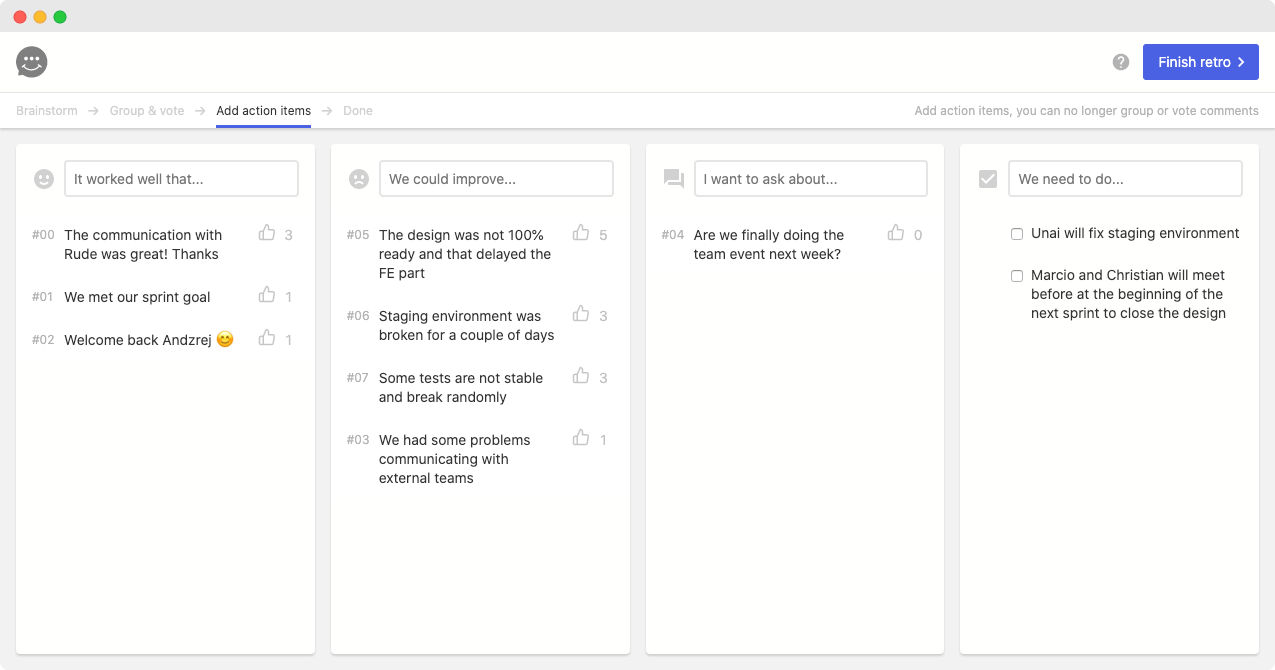 Finish retro
Brainstorm → Group & vote → Add action items → Done
Add action items, you can no longer group or vote comments
It worked well that...
#00 The communication with 3
Rude was great! Thanks
#01 We met our sprint goal 1
#02 Welcome back Andzrej 😊 1
We could improve...
#05 The design was not 100% 5
ready and that delayed the
FE part
#06 Staging environment was 3
broken for a couple of days
#07 Some tests are not stable 3
and break randomly
#03 We had some problems 1
communicating with
external teams
I want to ask about...
#04 Are we finally doing the 0
team event next week?
We need to do...
Unai will fix staging environment
Marcio and Christian will meet
before at the beginning of the
next sprint to close the design